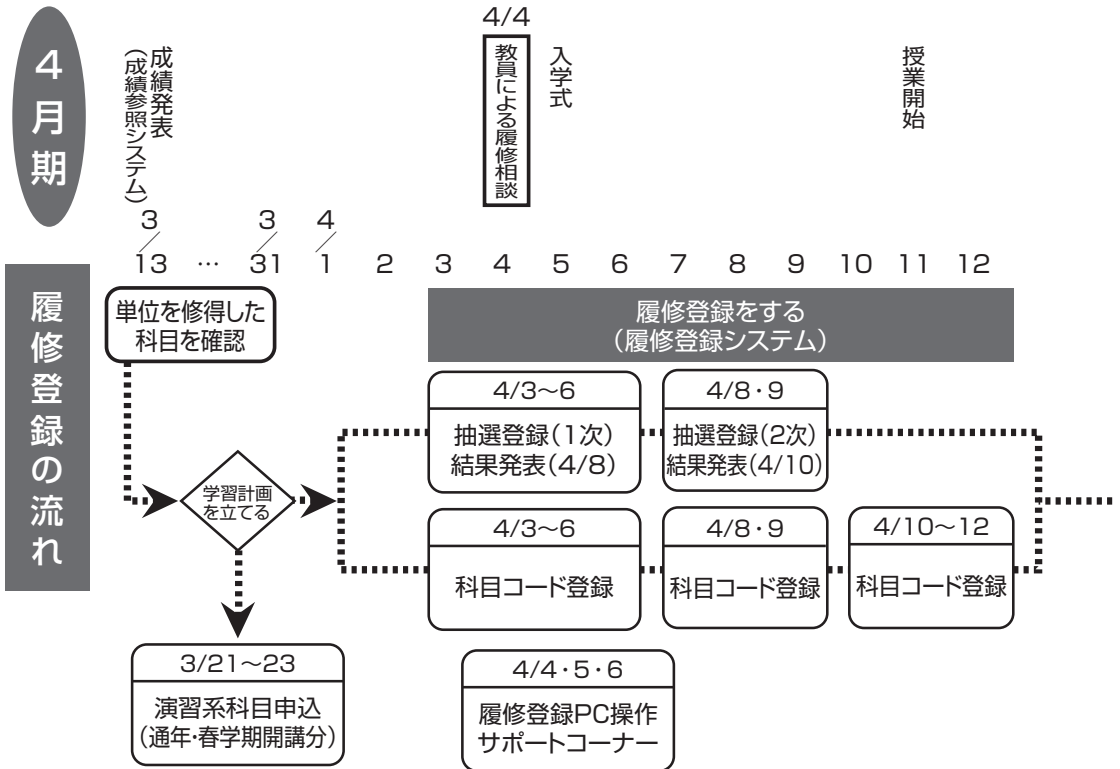 4月期
成績発表
(成績参照システム)
4/4
教員による履修相談
入学式
授業開始
3/13 … 3/31 4/1 2 3 4 5 6 7 8 9 10 11 12
履修登録の流れ
単位を修得した
科目を確認
履修登録をする
(履修登録システム)
4/3~6
抽選登録(1次)
結果発表(4/8)
4/8・9
抽選登録(2次)
結果発表(4/10)
学習計画
を立てる
4/3~6
科目コード登録
4/8・9
科目コード登録
4/10~12
科目コード登録
3/21~23
演習系科目申込
(通年・春学期開講分)
4/4・5・6
履修登録PC操作
サポートコーナー